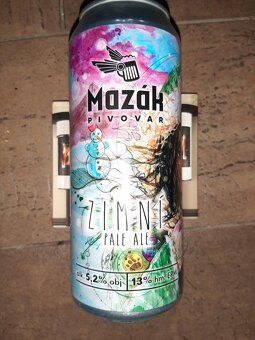 Mazák
PIVOVAR
ZIMNÍ
PALE ALE
alk 5,2% obj
13% hm